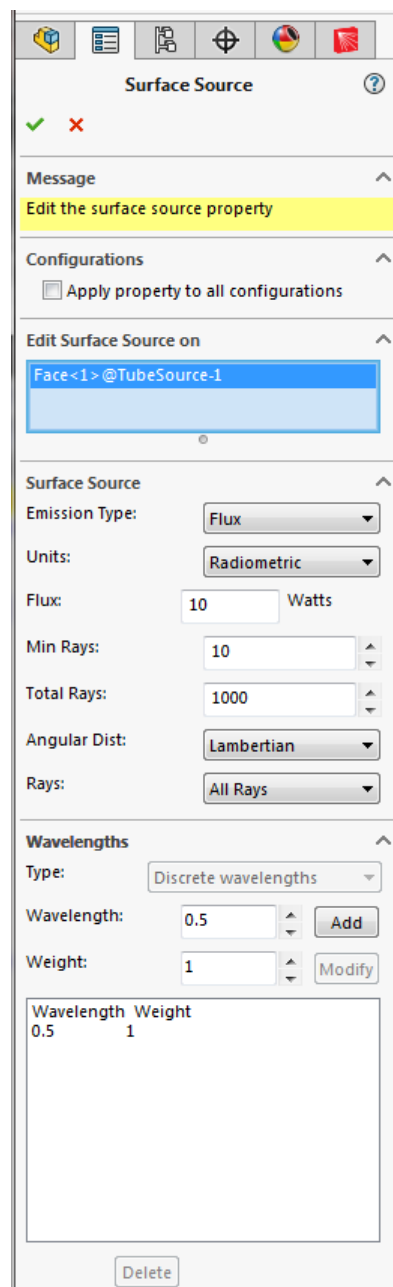 Surface Source
Message
Edit the surface source property
Configurations
Apply property to all configurations
Edit Surface Source on
Face<1>@TubeSource-1
Surface Source
Emission Type: Flux
Units: Radiometric
Flux: 10 Watts
Min Rays: 10
Total Rays: 1000
Angular Dist: Lambertian
Rays: All Rays
Wavelengths
Type: Discrete wavelengths
Wavelength: 0.5 Add
Weight: 1 Modify
Wavelength Weight
0.5 1
Delete